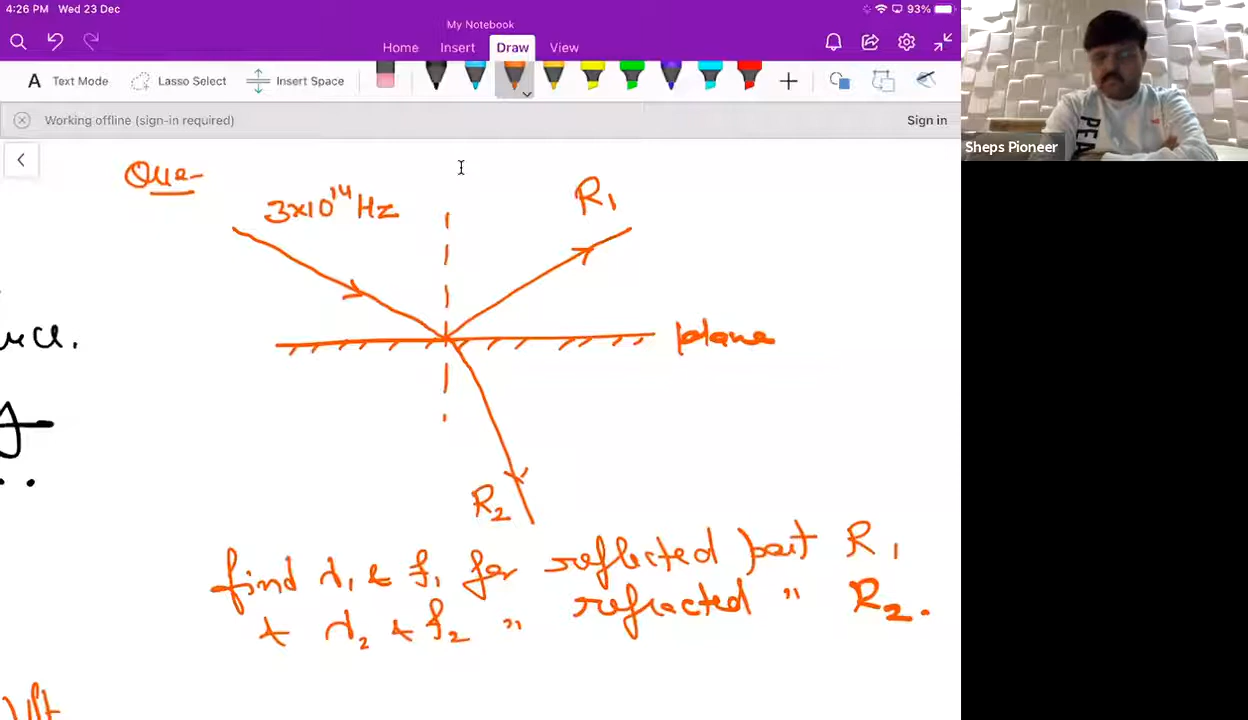 4:26 PM Wed 23 Dec
93%
My Notebook
Home Insert Draw View
A Text Mode Lasso Select Insert Space
Working offline (sign-in required) Sign in
Sheps Pioneer
Que-
3x10¹⁴ Hz
R₁
plane
R₂
find λ₁ & f₁ for reflected part R₁
& λ₂ & f₂ " refracted " R₂.